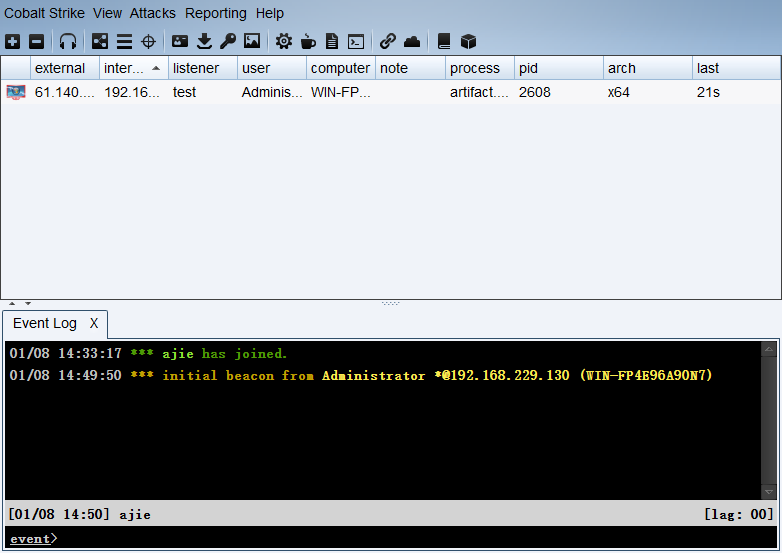 Cobalt Strike View Attacks Reporting Help
external inter... listener user computer note process pid arch last
61.140.... 192.16... test Adminis... WIN-FP... artifact.... 2608 x64 21s
Event Log X
01/08 14:33:17 *** ajie has joined.
01/08 14:49:50 *** initial beacon from Administrator *@192.168.229.130 (WIN-FP4E96A90N7)
[01/08 14:50] ajie [lag: 00]
event>